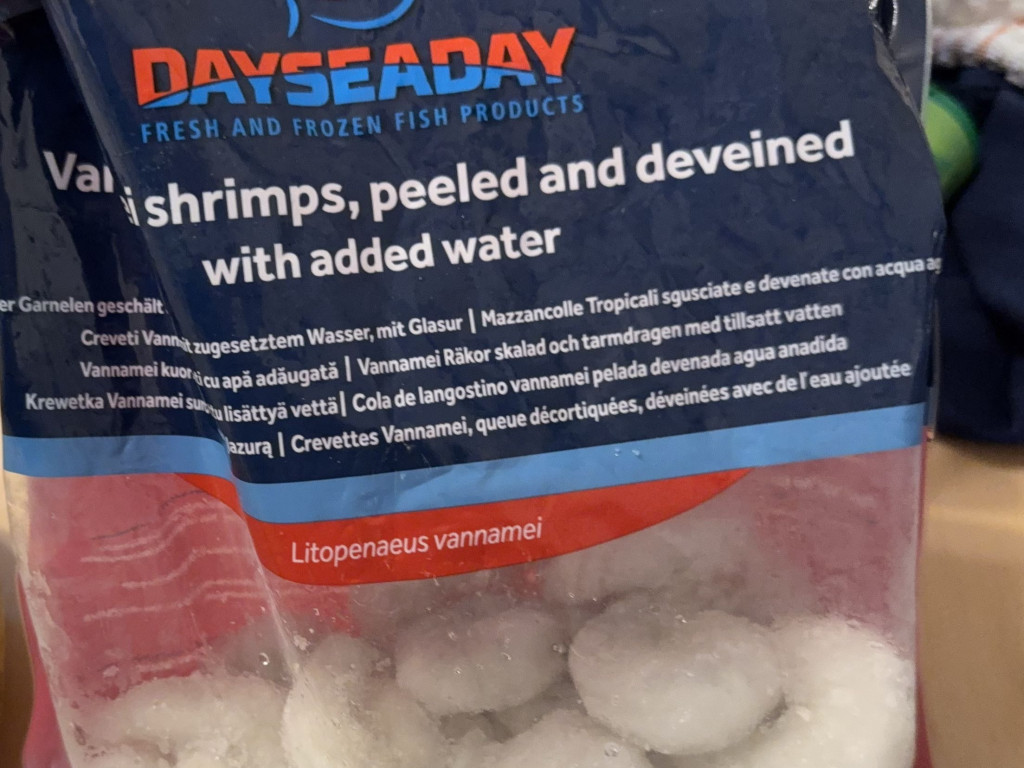 DAYSEADAY
FRESH AND FROZEN FISH PRODUCTS
shrimps, peeled and deveined
with added water
Garnelen geschält
zugesetztem Wasser, mit Glasur | Mazzancolle Tropicali sgusciate e devenate con acqua
Creveti
cu apă adăugată | Vannamei Räkor skalad och tarmdragen med tillsatt vatten
Vannamei
lisättyä vettä | Cola de langostino vannamei pelada devenada agua anadida
Krewetka Vannamei
| Crevettes Vannamei, queue décortiquées, déveinées avec de l'eau ajoutée
Litopenaeus vannamei